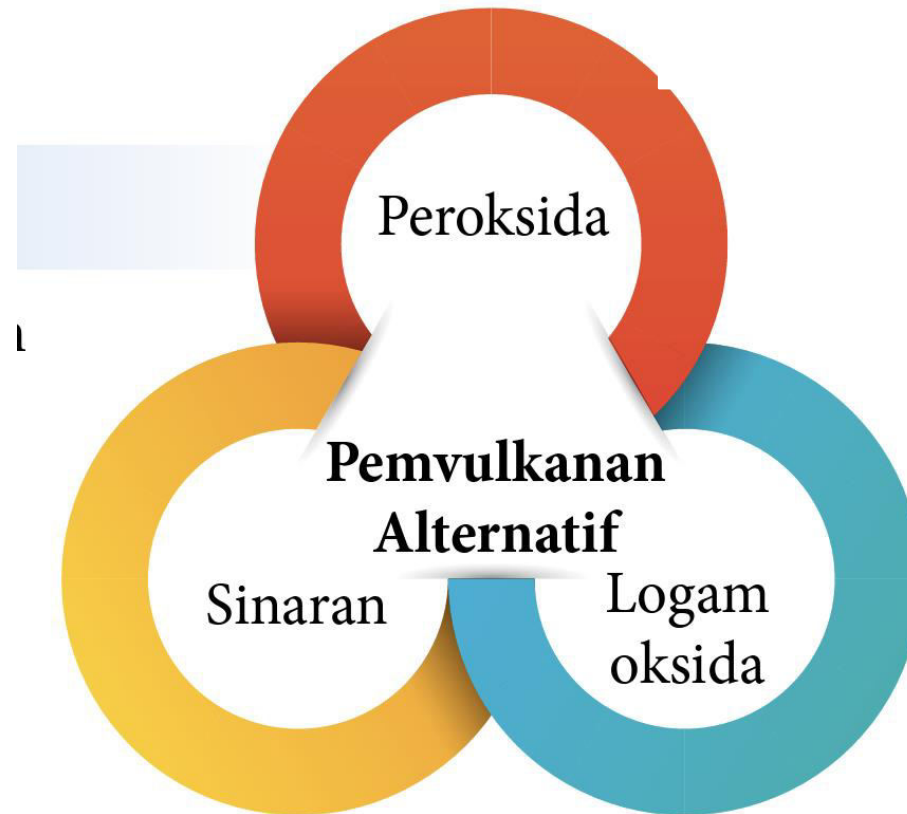 Peroksida
Pemvulkanan
Alternatif
Sinaran
Logam
oksida